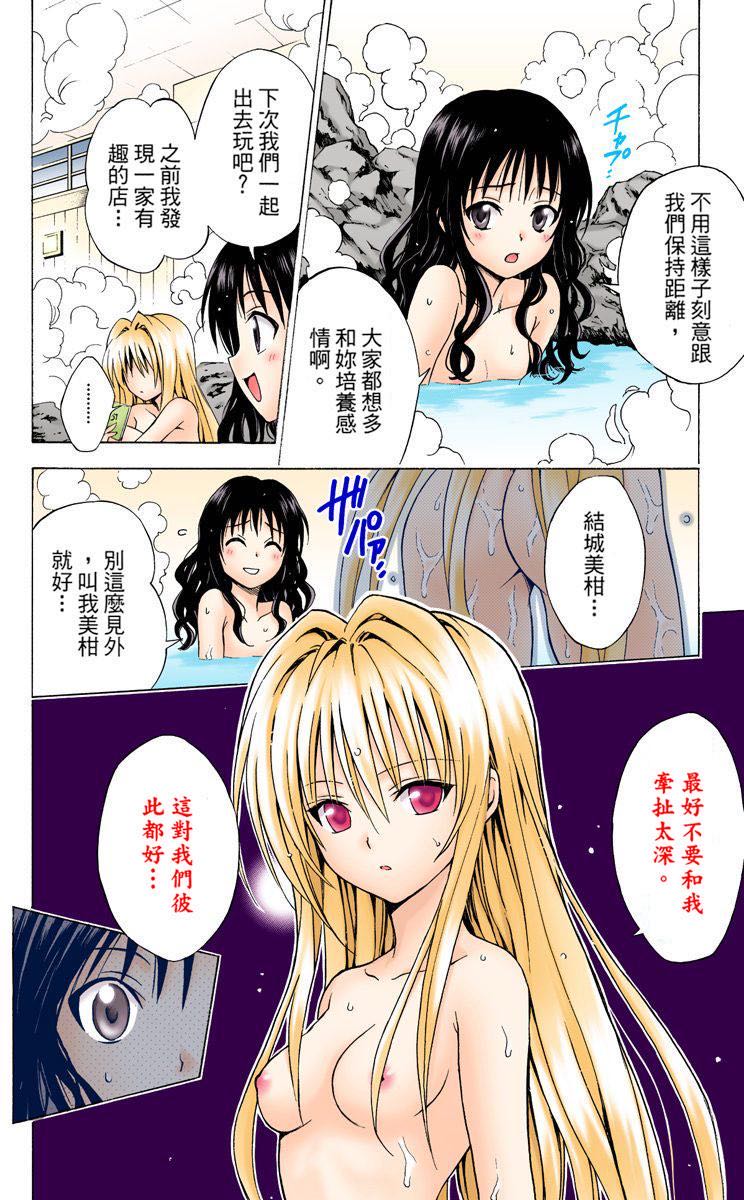 不用這樣子刻意跟
我們保持距離，
チャプ…
大家都想多
和妳培養感
情啊。
下次我們一起
出去玩吧？
之前我發
現一家有
趣的店…
………
結城美柑…
ザバァ…
別這麼見外
，叫我美柑
就好…
最好不要和我
牽扯太深。
這對我們彼
此都好…